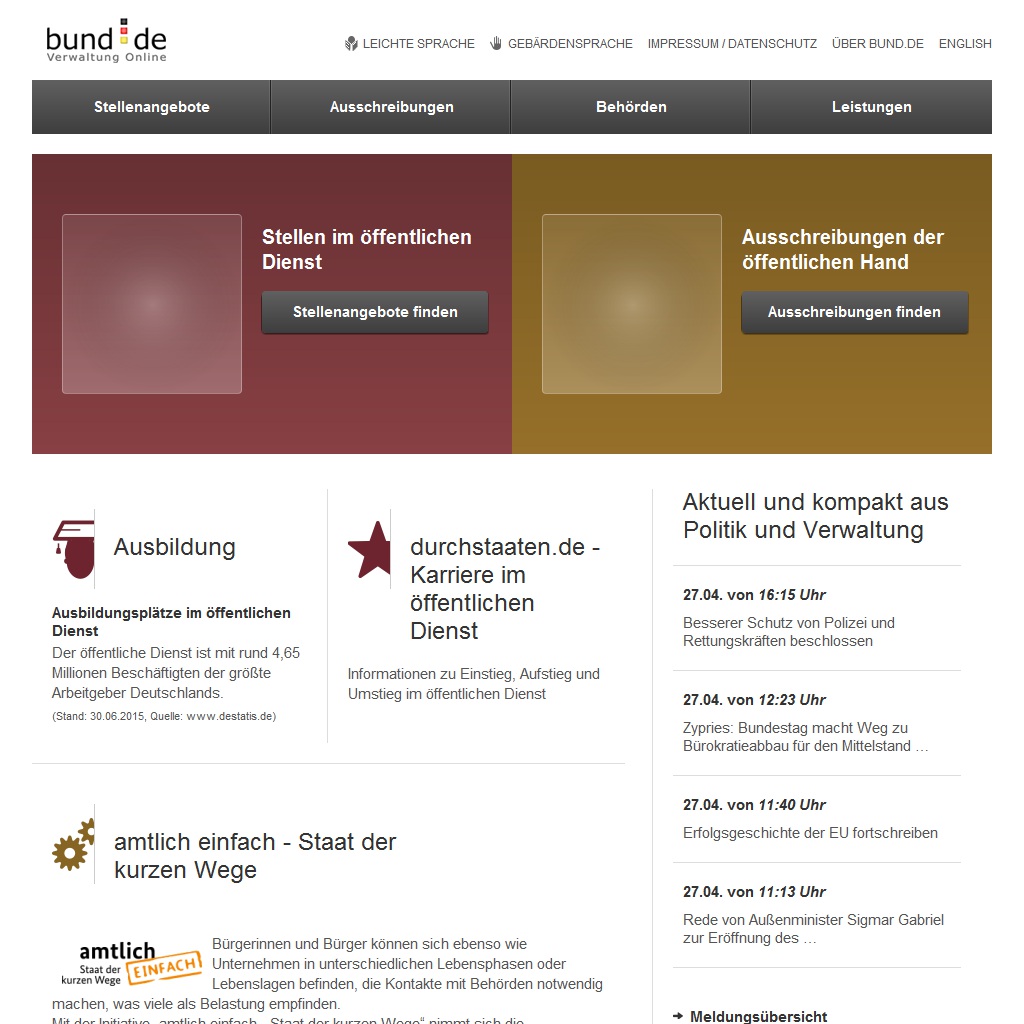 bund.de
Verwaltung Online
LEICHTE SPRACHE GEBÄRDENSPRACHE IMPRESSUM / DATENSCHUTZ ÜBER BUND.DE ENGLISH
Stellenangebote Ausschreibungen Behörden Leistungen
Stellen im öffentlichen
Dienst
Stellenangebote finden
Ausschreibungen der
öffentlichen Hand
Ausschreibungen finden
Ausbildung
Ausbildungsplätze im öffentlichen
Dienst
Der öffentliche Dienst ist mit rund 4,65
Millionen Beschäftigten der größte
Arbeitgeber Deutschlands.
(Stand: 30.06.2015, Quelle: www.destatis.de)
durchstaaten.de -
Karriere im
öffentlichen
Dienst
Informationen zu Einstieg, Aufstieg und
Umstieg im öffentlichen Dienst
amtlich einfach - Staat der
kurzen Wege
amtlich
Staat der
kurzen Wege
EINFACH
Bürgerinnen und Bürger können sich ebenso wie
Unternehmen in unterschiedlichen Lebensphasen oder
Lebenslagen befinden, die Kontakte mit Behörden notwendig
machen, was viele als Belastung empfinden.
Mit der Initiative „amtlich einfach - Staat der kurzen Wege“ nimmt sich die
Aktuell und kompakt aus
Politik und Verwaltung
27.04. von 16:15 Uhr
Besserer Schutz von Polizei und
Rettungskräften beschlossen
27.04. von 12:23 Uhr
Zypries: Bundestag macht Weg zu
Bürokratieabbau für den Mittelstand …
27.04. von 11:40 Uhr
Erfolgsgeschichte der EU fortschreiben
27.04. von 11:13 Uhr
Rede von Außenminister Sigmar Gabriel
zur Eröffnung des …
Meldungsübersicht